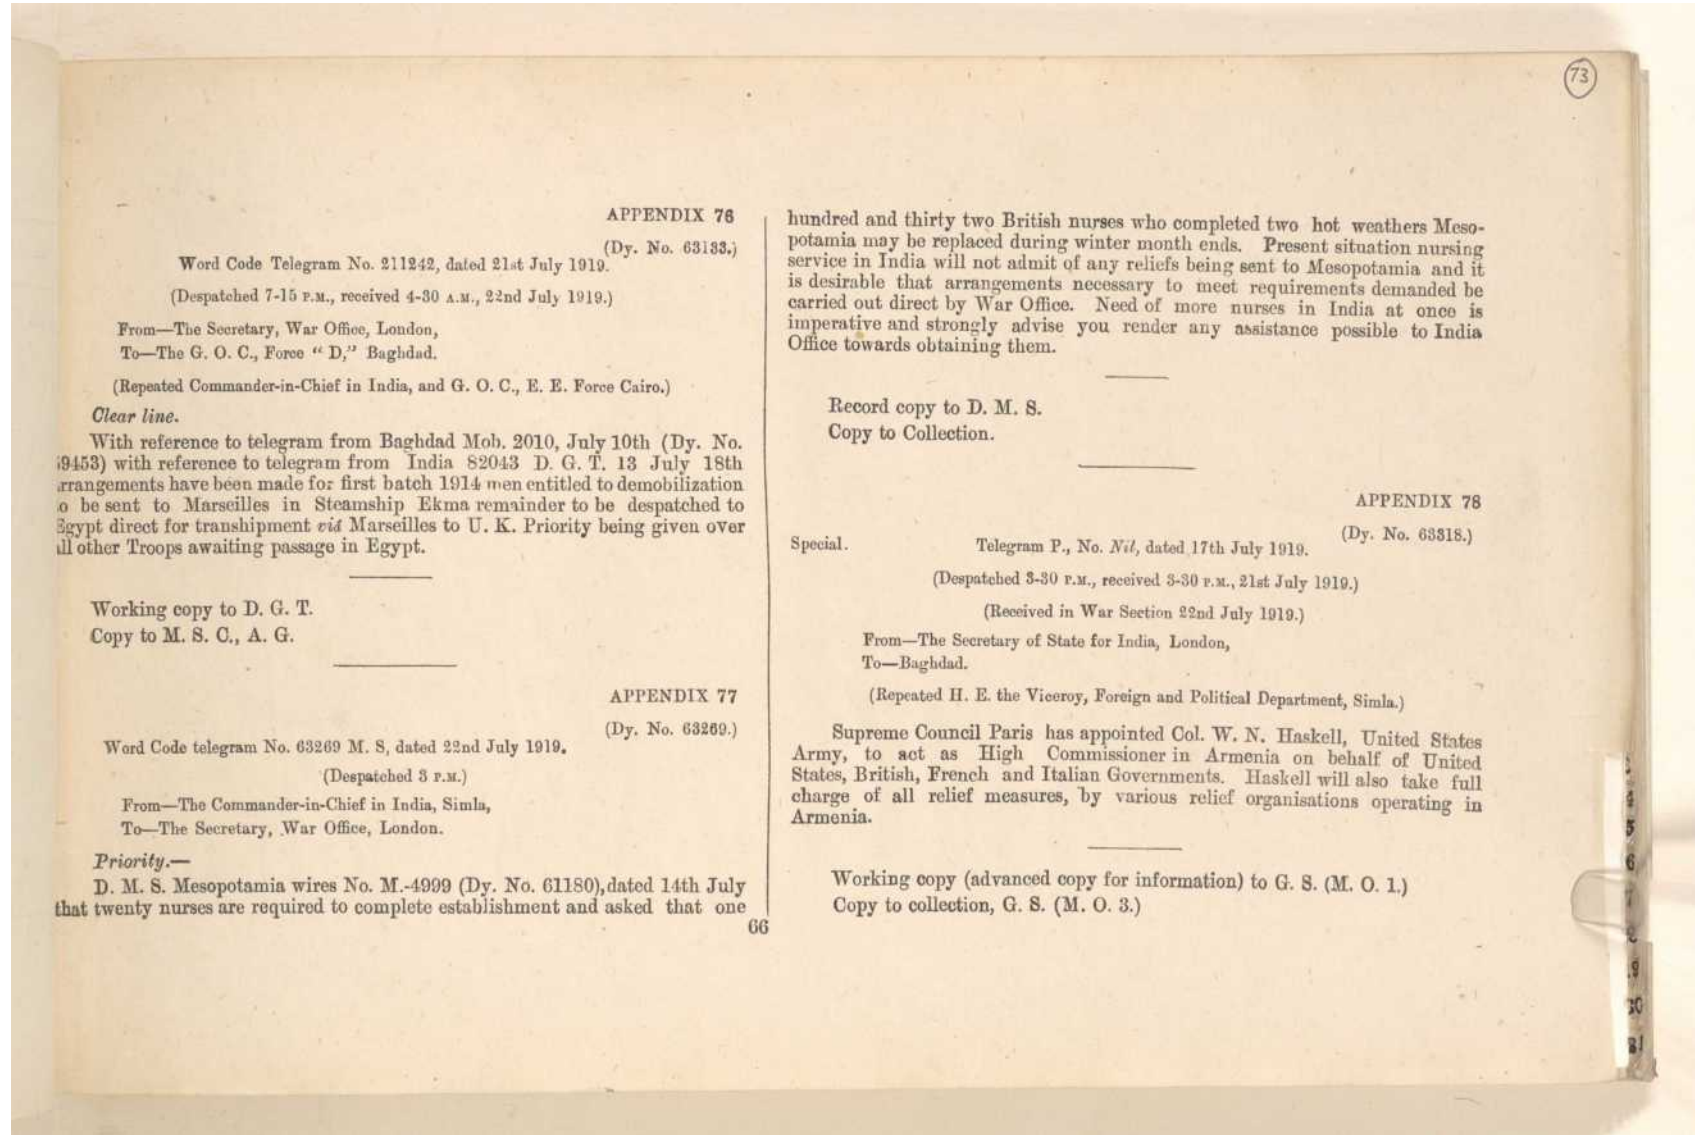 73
APPENDIX 76
(Dy. No. 63133.)
Word Code Telegram No. 211242, dated 21st July 1919.
(Despatched 7-15 P.M., received 4-30 A.M., 22nd July 1919.)
From—The Secretary, War Office, London,
To—The G. O. C., Force “ D,” Baghdad.
(Repeated Commander-in-Chief in India, and G. O. C., E. E. Force Cairo.)
Clear line.
With reference to telegram from Baghdad Mob. 2010, July 10th (Dy. No.
9453) with reference to telegram from India 82043 D. G. T. 13 July 18th
rrangements have been made for first batch 1914 men entitled to demobilization
o be sent to Marseilles in Steamship Ekma remainder to be despatched to
Egypt direct for transhipment viâ Marseilles to U. K. Priority being given over
all other Troops awaiting passage in Egypt.
Working copy to D. G. T.
Copy to M. S. C., A. G.
APPENDIX 77
(Dy. No. 63269.)
Word Code telegram No. 63269 M. S, dated 22nd July 1919.
(Despatched 3 P.M.)
From—The Commander-in-Chief in India, Simla,
To—The Secretary, War Office, London.
Priority.—
D. M. S. Mesopotamia wires No. M.-4999 (Dy. No. 61180), dated 14th July
that twenty nurses are required to complete establishment and asked that one
hundred and thirty two British nurses who completed two hot weathers Meso-
potamia may be replaced during winter month ends. Present situation nursing
service in India will not admit of any reliefs being sent to Mesopotamia and it
is desirable that arrangements necessary to meet requirements demanded be
carried out direct by War Office. Need of more nurses in India at once is
imperative and strongly advise you render any assistance possible to India
Office towards obtaining them.
Record copy to D. M. S.
Copy to Collection.
APPENDIX 78
(Dy. No. 63318.)
Special.
Telegram P., No. Nil, dated 17th July 1919.
(Despatched 3-30 P.M., received 3-30 P.M., 21st July 1919.)
(Received in War Section 22nd July 1919.)
From—The Secretary of State for India, London,
To—Baghdad.
(Repeated H. E. the Viceroy, Foreign and Political Department, Simla.)
Supreme Council Paris has appointed Col. W. N. Haskell, United States
Army, to act as High Commissioner in Armenia on behalf of United
States, British, French and Italian Governments. Haskell will also take full
charge of all relief measures, by various relief organisations operating in
Armenia.
Working copy (advanced copy for information) to G. S. (M. O. 1.)
Copy to collection, G. S. (M. O. 3.)
66
5
6
7